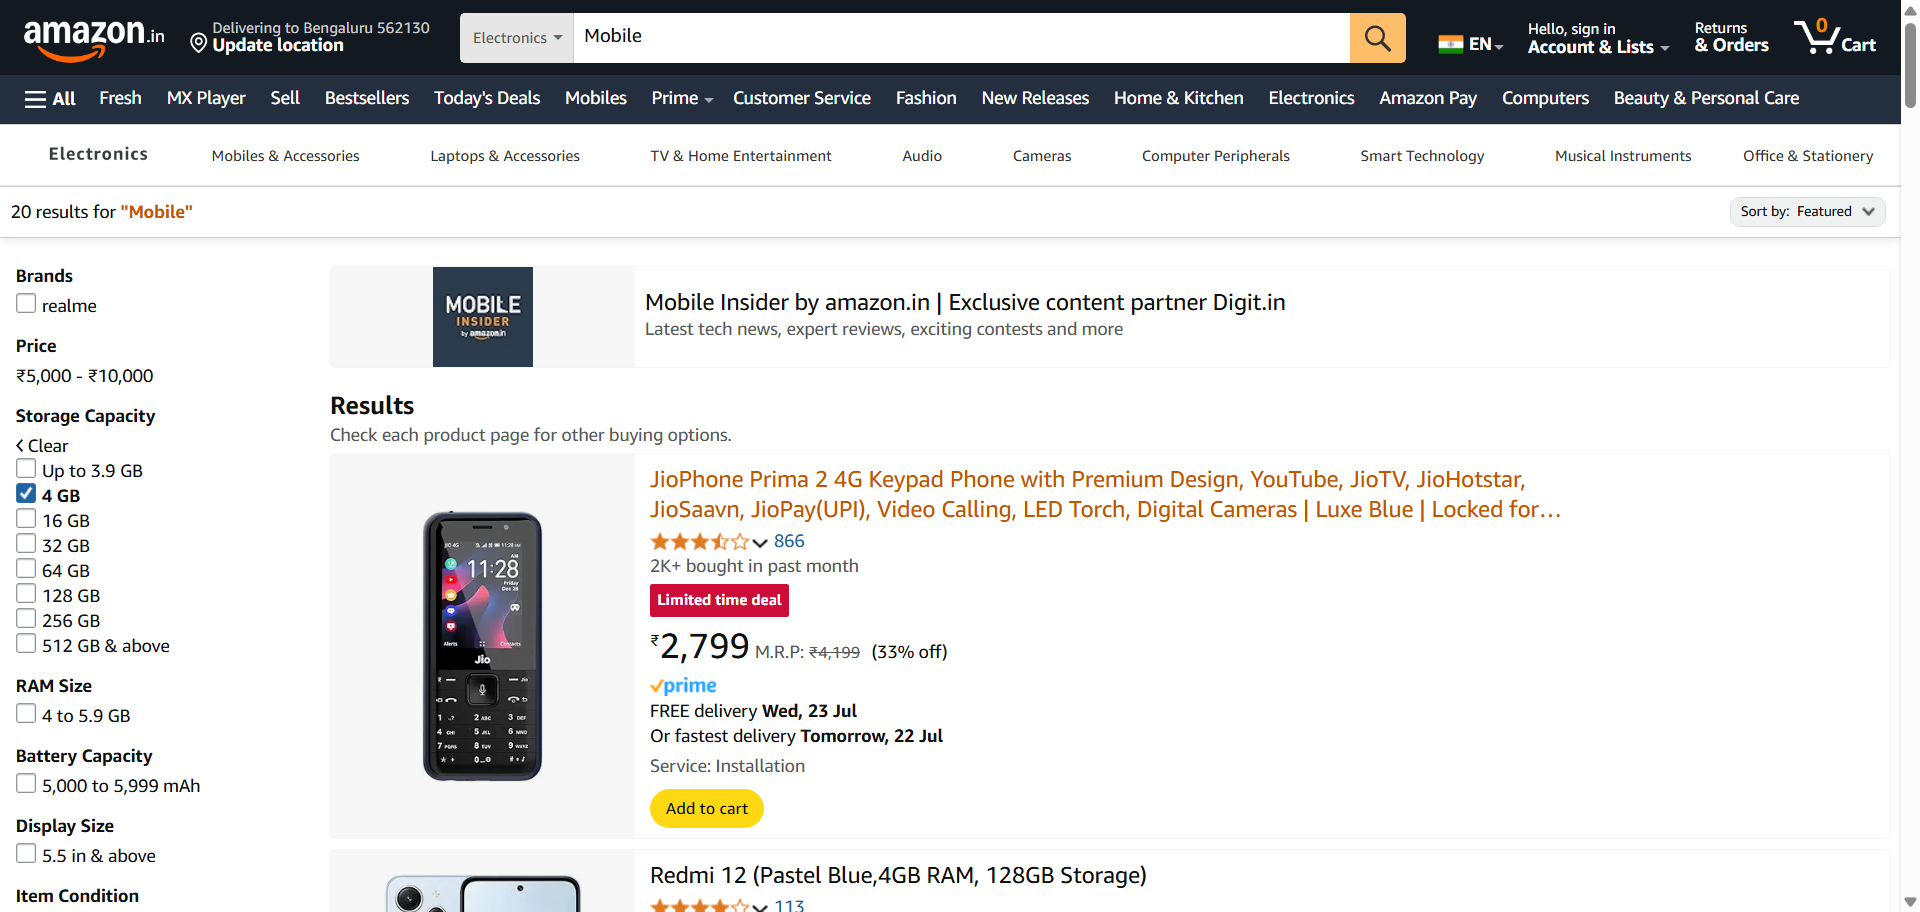 amazon.in
Delivering to Bengaluru 562130
Update location
Electronics
Mobile
EN
Hello, sign in
Account & Lists
Returns
& Orders
0
Cart
All
Fresh
MX Player
Sell
Bestsellers
Today's Deals
Mobiles
Prime
Customer Service
Fashion
New Releases
Home & Kitchen
Electronics
Amazon Pay
Computers
Beauty & Personal Care
Electronics
Mobiles & Accessories
Laptops & Accessories
TV & Home Entertainment
Audio
Cameras
Computer Peripherals
Smart Technology
Musical Instruments
Office & Stationery
20 results for "Mobile"
Sort by: Featured
Brands
realme
Price
₹5,000 - ₹10,000
Storage Capacity
Clear
Up to 3.9 GB
4 GB
16 GB
32 GB
64 GB
128 GB
256 GB
512 GB & above
RAM Size
4 to 5.9 GB
Battery Capacity
5,000 to 5,999 mAh
Display Size
5.5 in & above
Item Condition
MOBILE
INSIDER
by amazon.in
Mobile Insider by amazon.in | Exclusive content partner Digit.in
Latest tech news, expert reviews, exciting contests and more
Results
Check each product page for other buying options.
11:28
AM
Friday
Alerts
Contacts
Jio
JioPhone Prima 2 4G Keypad Phone with Premium Design, YouTube, JioTV, JioHotstar,
JioSaavn, JioPay(UPI), Video Calling, LED Torch, Digital Cameras | Luxe Blue | Locked for…
866
2K+ bought in past month
Limited time deal
₹2,799 M.R.P: ₹4,199 (33% off)
prime
FREE delivery Wed, 23 Jul
Or fastest delivery Tomorrow, 22 Jul
Service: Installation
Add to cart
Redmi 12 (Pastel Blue,4GB RAM, 128GB Storage)
113